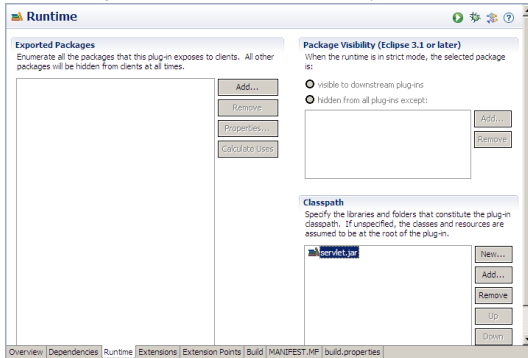 Runtime
Exported Packages
Enumerate all the packages that this plug-in exposes to clients. All other
packages will be hidden from clients at all times.
Add...
Remove
Properties...
Calculate Uses
Package Visibility (Eclipse 3.1 or later)
When the runtime is in strict mode, the selected package
is:
visible to downstream plug-ins
hidden from all plug-ins except:
Add...
Remove
Classpath
Specify the libraries and folders that constitute the plug-in
classpath. If unspecified, the classes and resources are
assumed to be at the root of the plug-in.
servlet.jar
New...
Add...
Remove
Up
Down
Overview Dependencies Runtime Extensions Extension Points Build MANIFEST.MF build.properties